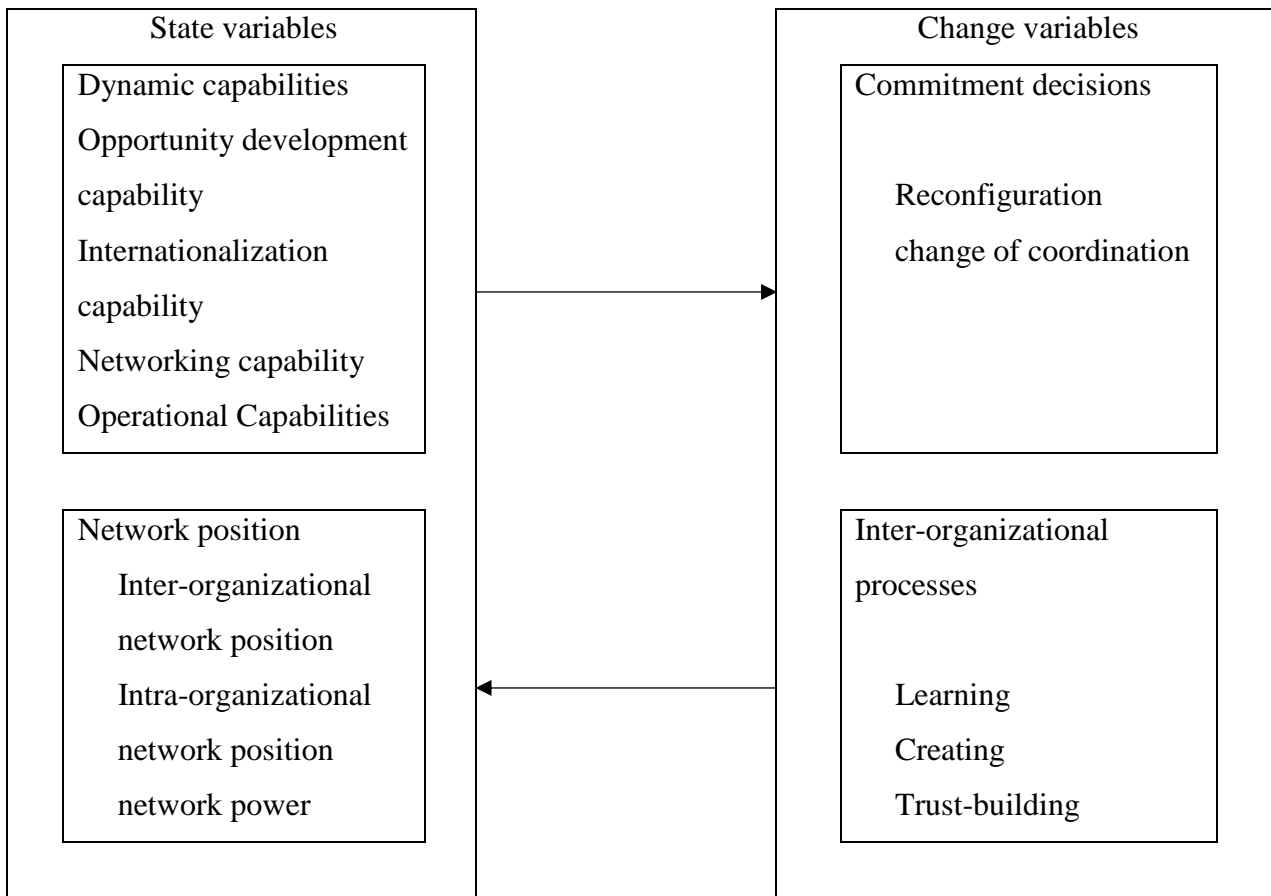 State variables
Dynamic capabilities
Opportunity development
capability
Internationalization
capability
Networking capability
Operational Capabilities
Network position
Inter-organizational
network position
Intra-organizational
network position
network power
Change variables
Commitment decisions
Reconfiguration
change of coordination
Inter-organizational
processes
Learning
Creating
Trust-building